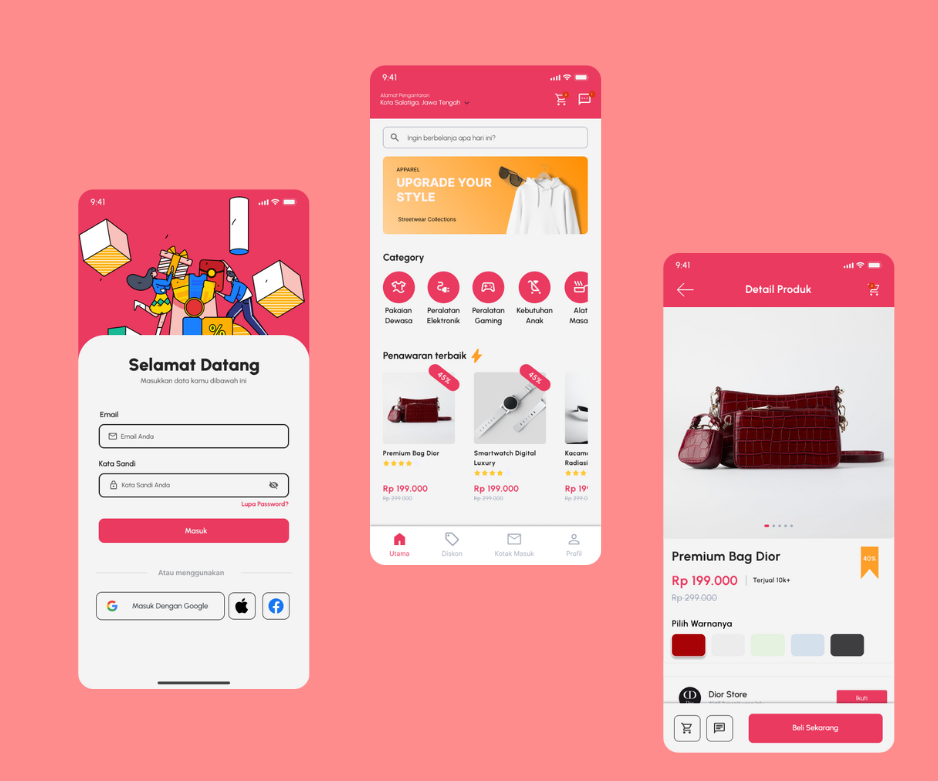 9:41
Selamat Datang
Masukkan data kamu dibawah ini
Email
Email Anda
Kata Sandi
Kata Sandi Anda
Lupa Password?
Masuk
Atau menggunakan
Masuk Dengan Google
%
9:41
Alamat Pengantaran
Kota Salatiga, Jawa Tengah
Ingin berbelanja apa hari ini?
APPAREL
UPGRADE YOUR
STYLE
Streetwear Collections
Category
Pakaian
Dewasa
Peralatan
Elektronik
Peralatan
Gaming
Kebutuhan
Anak
Alat
Masa
Penawaran terbaik
45%
45%
Premium Bag Dior
Rp 199.000
Rp 299.000
Smartwatch Digital
Luxury
Rp 199.000
Rp 299.000
Kacam
Radiasi
Rp 19
Rp 299.0
Utama
Diskon
Kotak Masuk
Profil
9:41
Detail Produk
Premium Bag Dior
40%
Rp 199.000
Terjual 10k+
Rp 299.000
Pilih Warnanya
Dior Store
Ikuti
Beli Sekarang